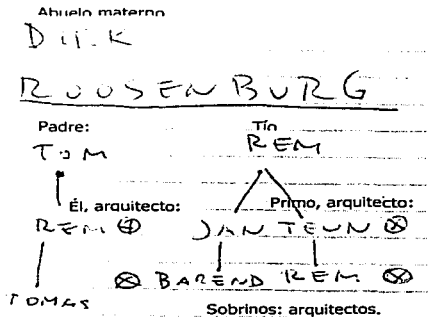 Abuelo materno
DIRK
ROOSENBURG
Padre: Tío
TOM REM
Él, arquitecto: Primo, arquitecto:
REM ⊕ JAN TEUN ⊗
⊗ BAREND REM ⊗
TOMAS
Sobrinos: arquitectos.